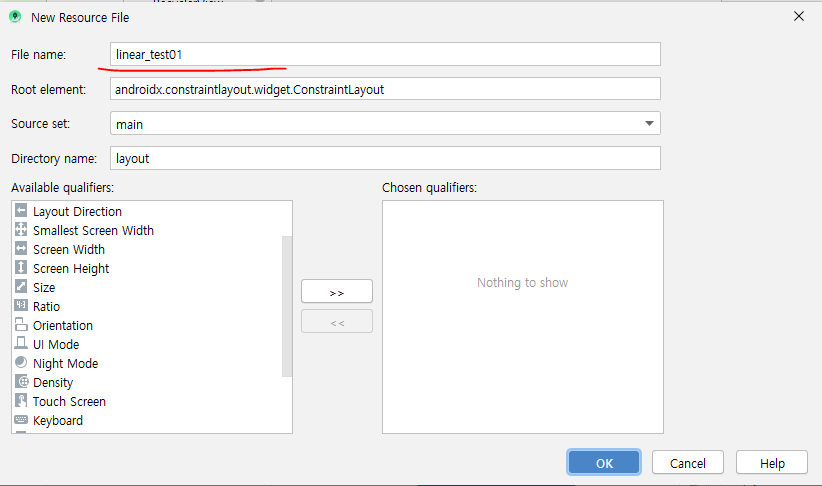 New Resource File
File name: linear_test01
Root element: androidx.constraintlayout.widget.ConstraintLayout
Source set: main
Directory name: layout
Available qualifiers:
Chosen qualifiers:
Layout Direction
Smallest Screen Width
Screen Width
Screen Height
Size
Ratio
Orientation
UI Mode
Night Mode
Density
Touch Screen
Keyboard
>>
<<
Nothing to show
OK
Cancel
Help